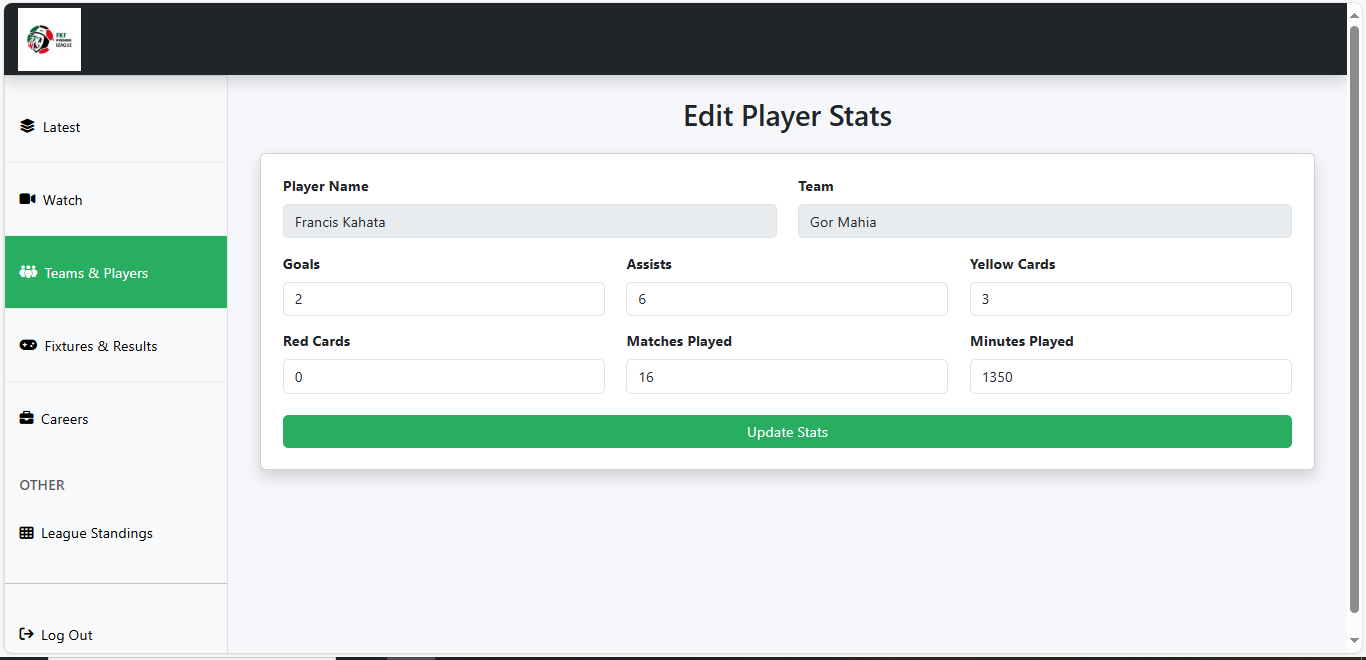 FKF
PREMIER
LEAGUE
Latest
Watch
Teams & Players
Fixtures & Results
Careers
OTHER
League Standings
Log Out
Edit Player Stats
Player Name
Team
Francis Kahata
Gor Mahia
Goals
Assists
Yellow Cards
2
6
3
Red Cards
Matches Played
Minutes Played
0
16
1350
Update Stats